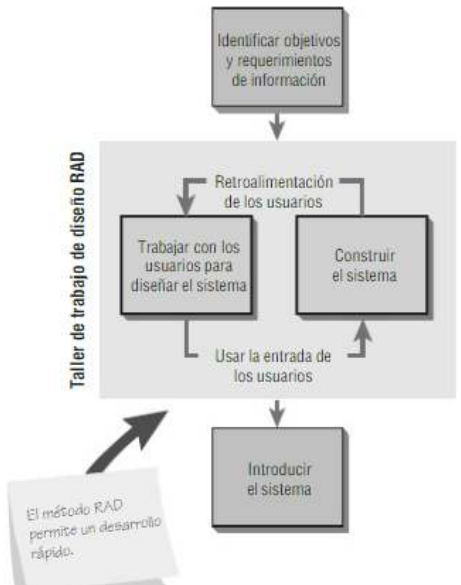 Identificar objetivos
y requerimientos
de información
Taller de trabajo de diseño RAD
Retroalimentación
de los usuarios
Trabajar con los
usuarios para
diseñar el sistema
Construir
el sistema
Usar la entrada de
los usuarios
Introducir
el sistema
El método RAD
permite un desarrollo
rápido.